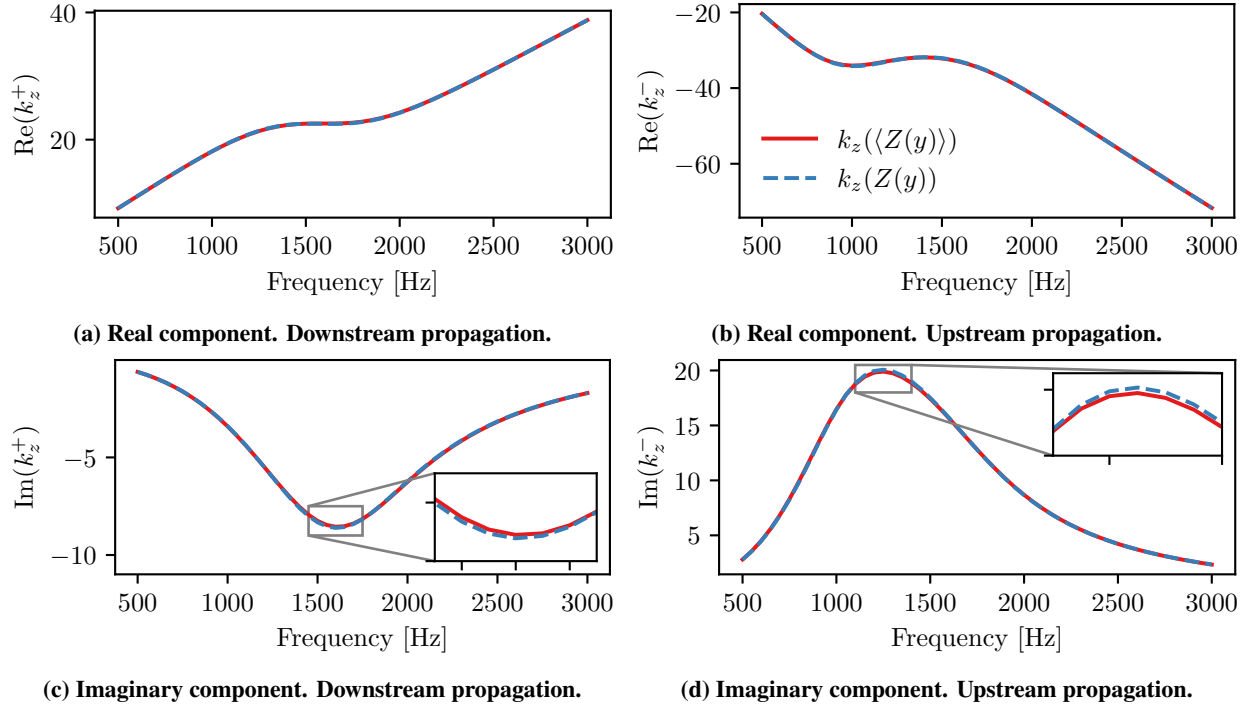 40
20
Re(k_z^+)
500 1000 1500 2000 2500 3000
Frequency [Hz]
(a) Real component. Downstream propagation.
−20
−40
−60
Re(k_z^-)
k_z(⟨Z(y)⟩)
k_z(Z(y))
500 1000 1500 2000 2500 3000
Frequency [Hz]
(b) Real component. Upstream propagation.
−5
−10
Im(k_z^+)
500 1000 1500 2000 2500 3000
Frequency [Hz]
(c) Imaginary component. Downstream propagation.
20
15
10
5
Im(k_z^-)
500 1000 1500 2000 2500 3000
Frequency [Hz]
(d) Imaginary component. Upstream propagation.